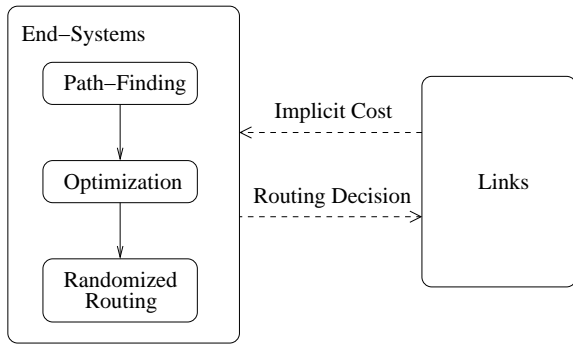 End−Systems
Path−Finding
Optimization
Randomized
Routing
Implicit Cost
Routing Decision
Links